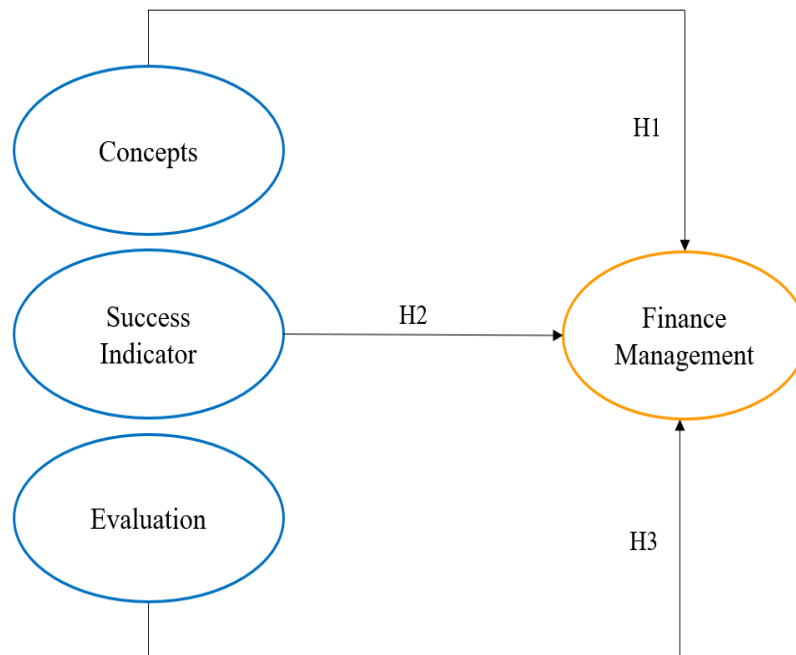 Concepts
H1
Success
Indicator
H2
Finance
Management
Evaluation
H3